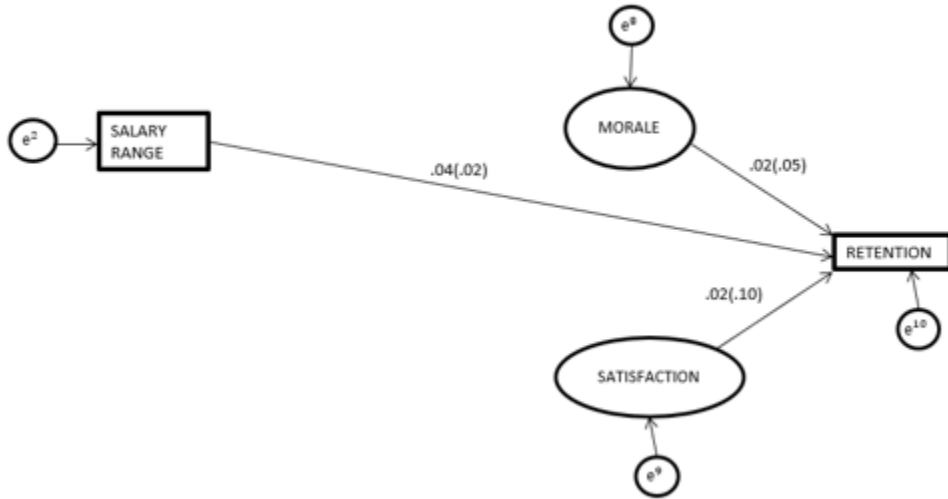 e⁸
MORALE
e²
SALARY
RANGE
.04(.02)
.02(.05)
RETENTION
.02(.10)
e¹⁰
SATISFACTION
e⁹